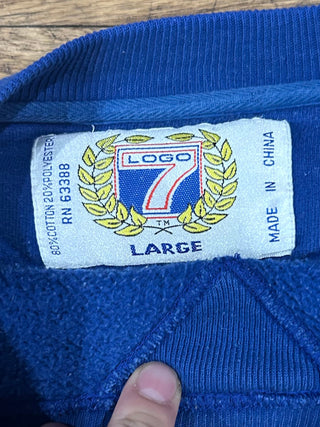 80% COTTON 20% POLYESTER
RN 63388
LOGO
7
TM
LARGE
MADE IN CHINA